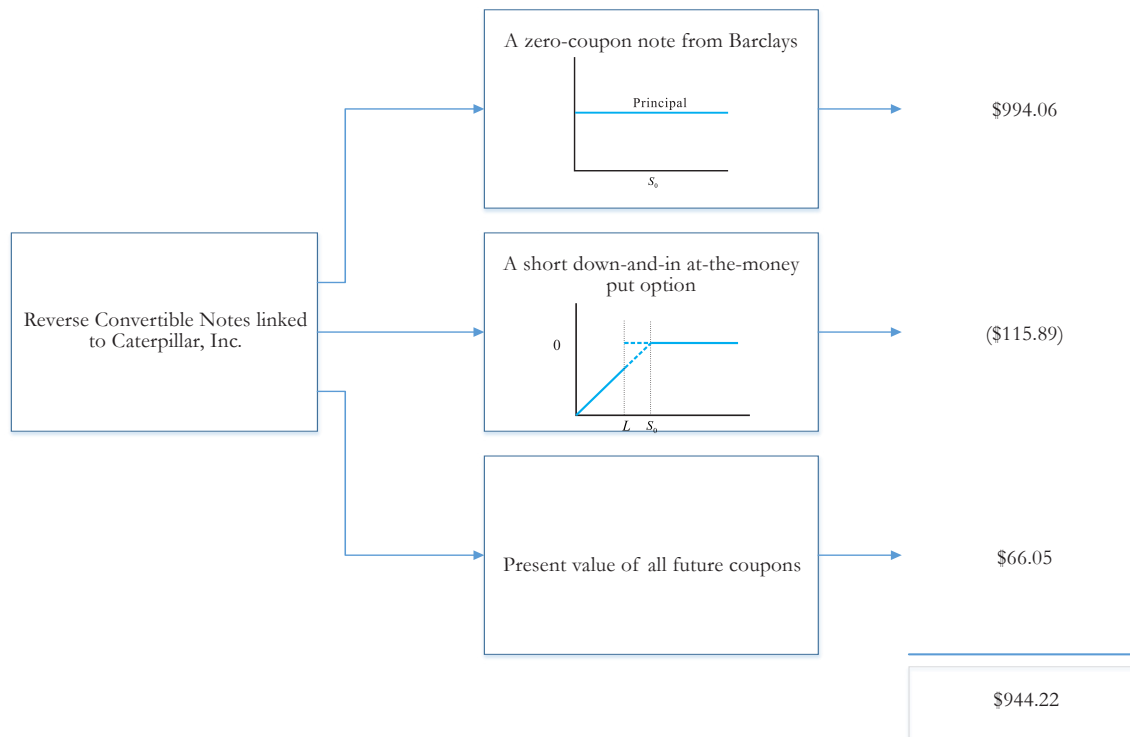 A zero-coupon note from Barclays
Principal
S₀
$994.06
Reverse Convertible Notes linked
to Caterpillar, Inc.
A short down-and-in at-the-money
put option
0
L S₀
($115.89)
Present value of all future coupons
$66.05
$944.22